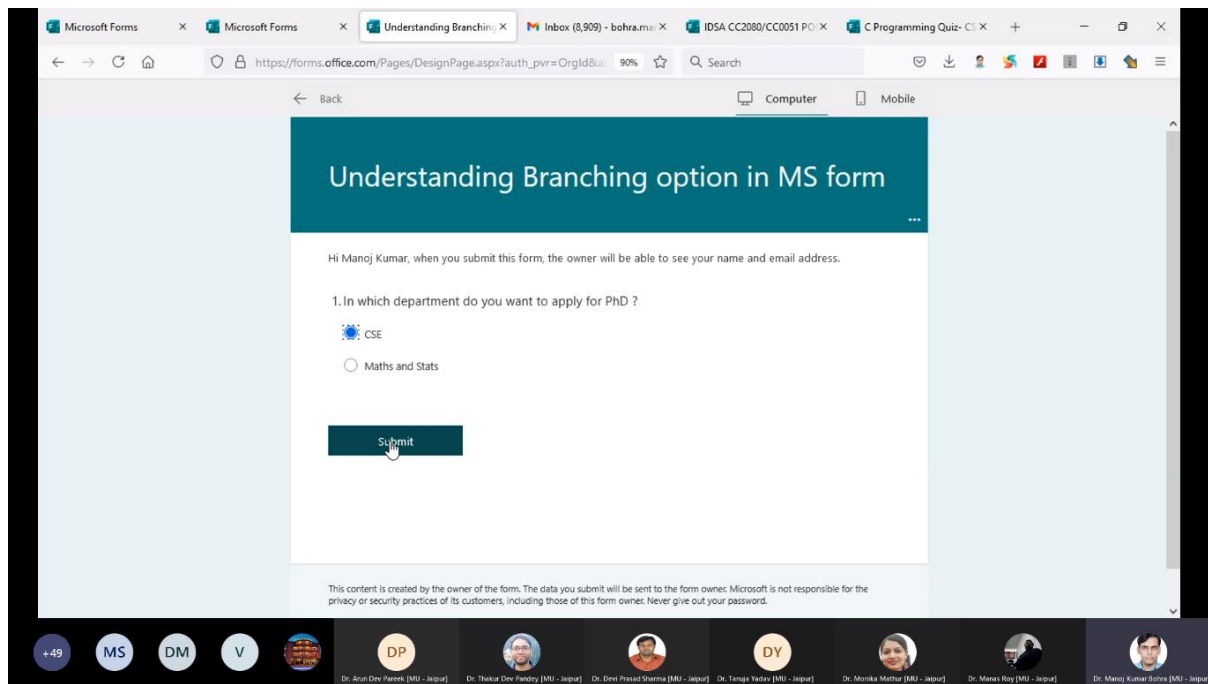 Microsoft Forms
Microsoft Forms
Understanding Branching
Inbox (8,909) - bohra.ma
IDSA CC2080/CC0051 PO
C Programming Quiz- CS
https://forms.office.com/Pages/DesignPage.aspx?auth_pvr=OrgId&a
90%
Search
Back
Computer
Mobile
Understanding Branching option in MS form
...
Hi Manoj Kumar, when you submit this form, the owner will be able to see your name and email address.
1. In which department do you want to apply for PhD ?
CSE
Maths and Stats
Submit
This content is created by the owner of the form. The data you submit will be sent to the form owner. Microsoft is not responsible for the
privacy or security practices of its customers, including those of this form owner. Never give out your password.
+49
MS
DM
V
DP
DY
Dr. Arun Dev Pareek [MU - Jaipur]
Dr. Thakur Dev Pandey [MU - Jaipur]
Dr. Devi Prasad Sharma [MU - Jaipur]
Dr. Tanuja Yadav [MU - Jaipur]
Dr. Monika Mathur [MU - Jaipur]
Dr. Manas Roy [MU - Jaipur]
Dr. Manoj Kumar Bohra [MU - Jaipur